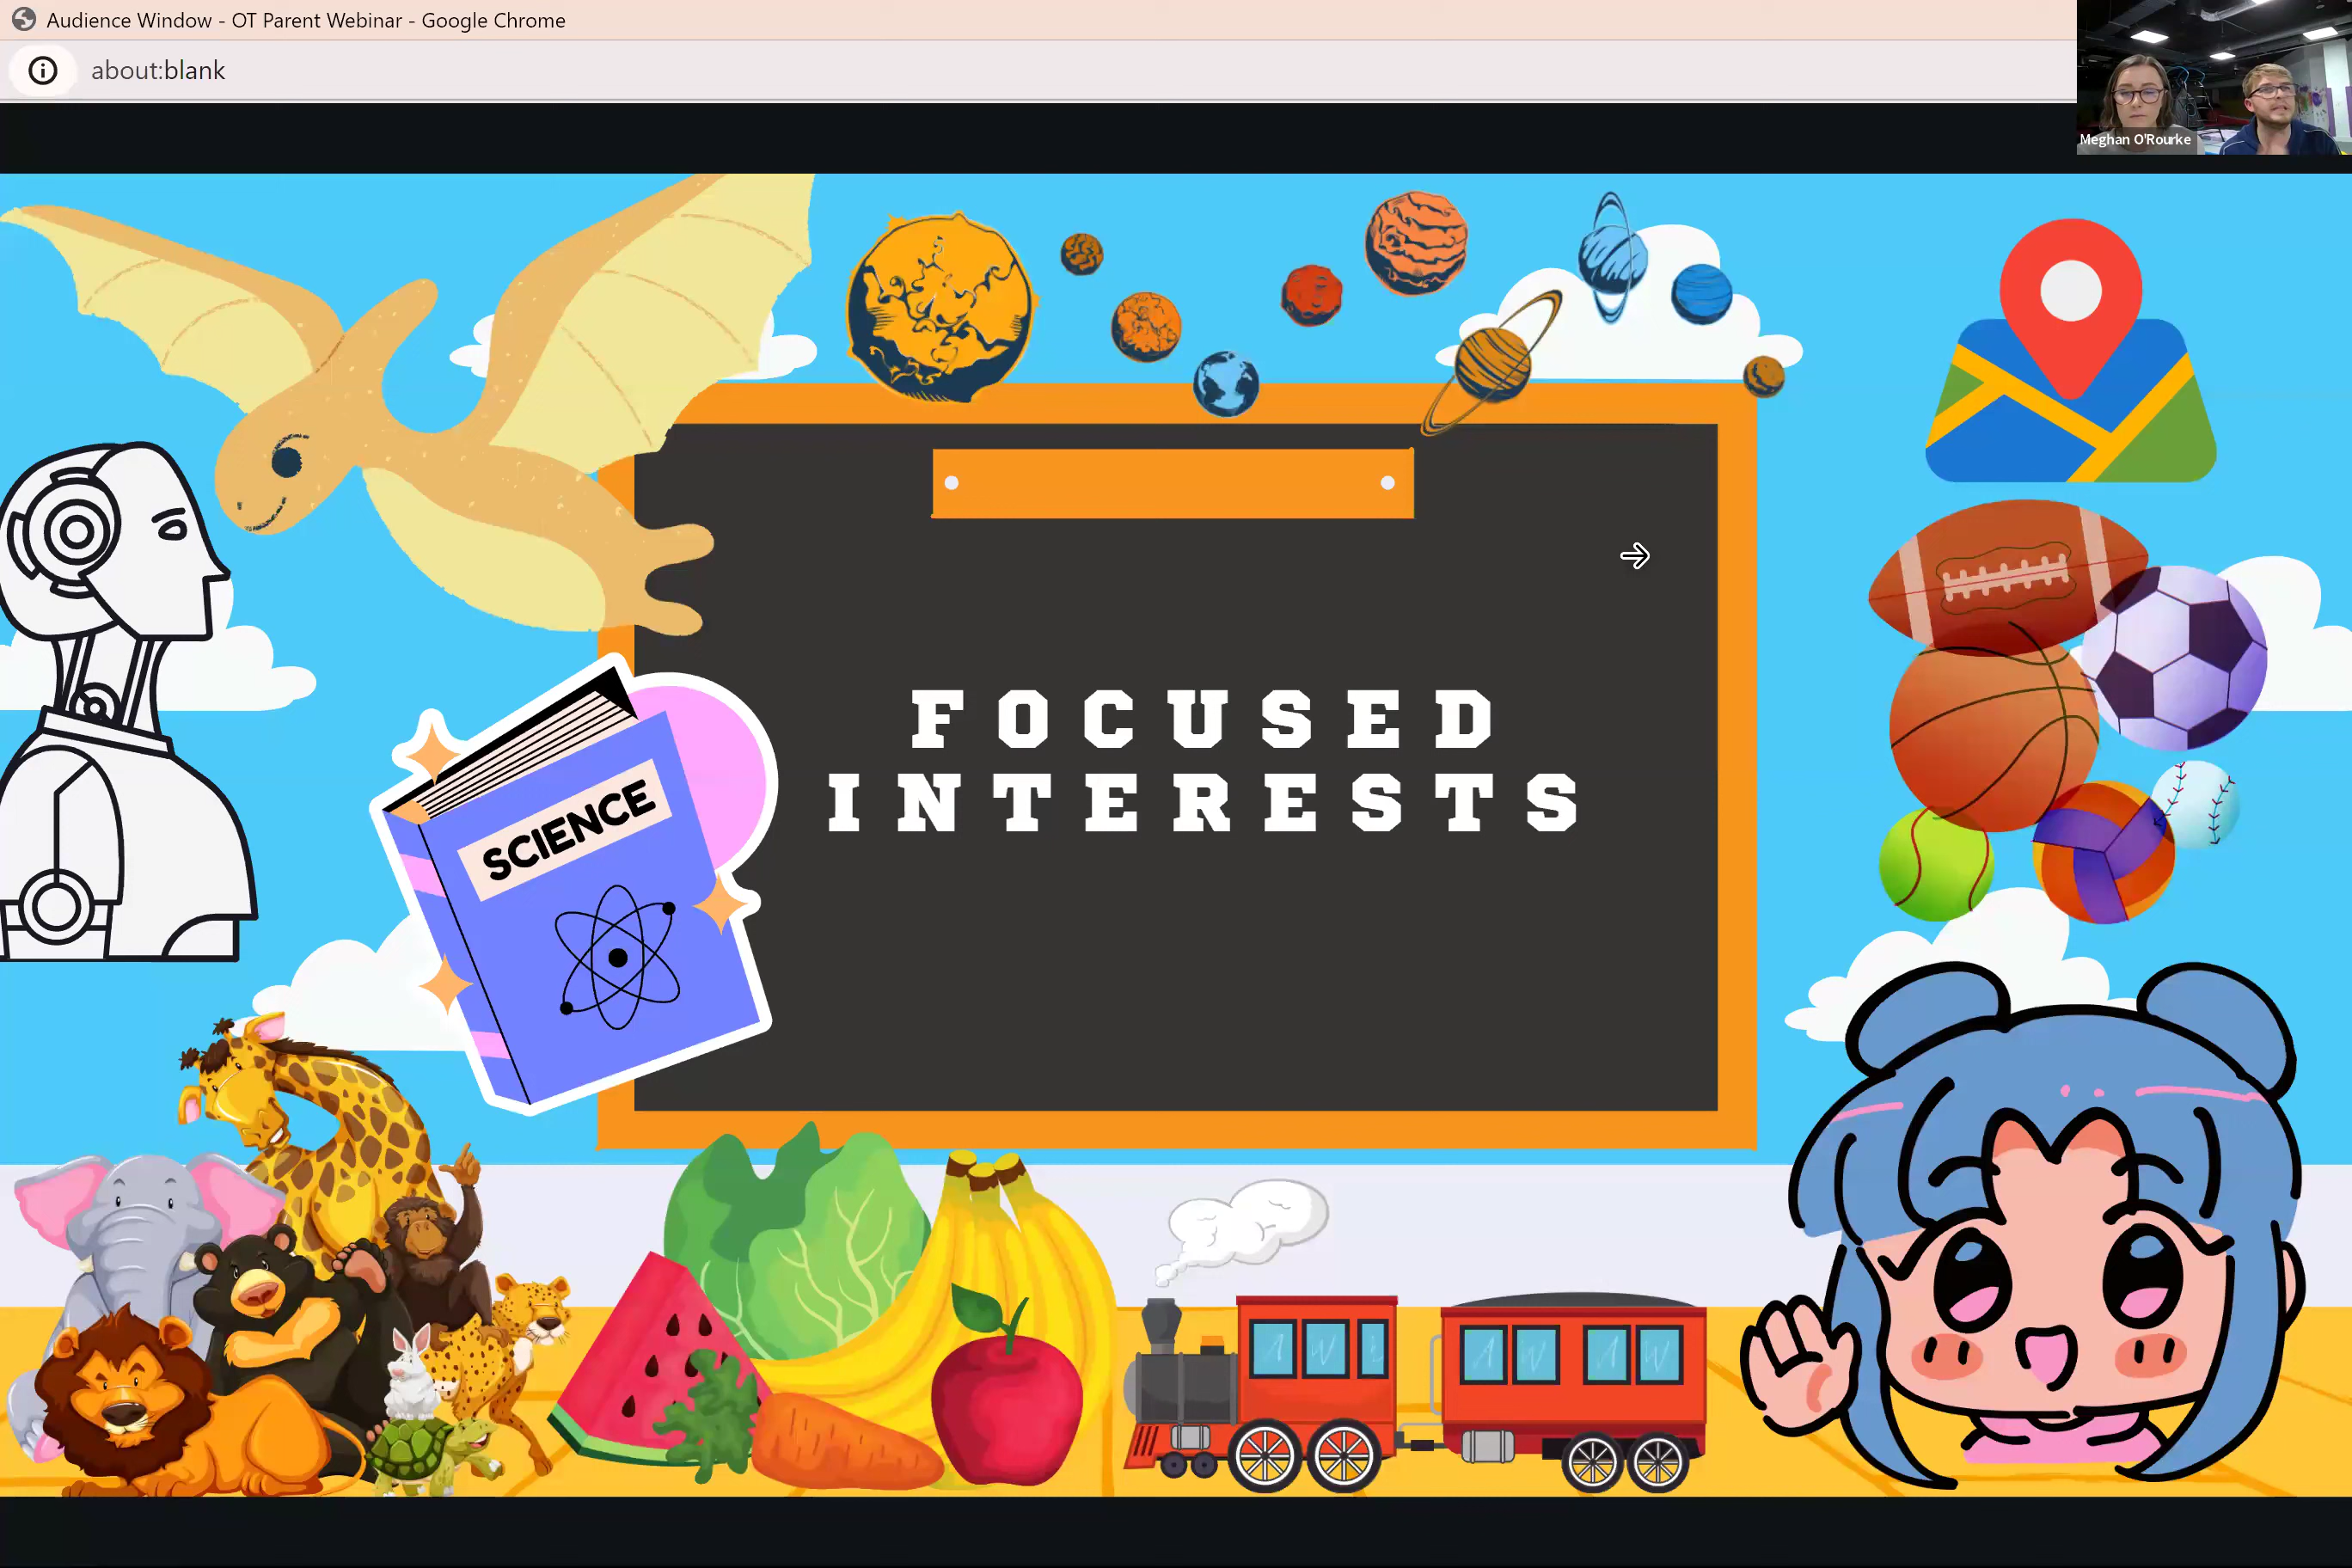 Audience Window - OT Parent Webinar - Google Chrome
about:blank
Meghan O'Rourke
FOCUSED
INTERESTS
SCIENCE